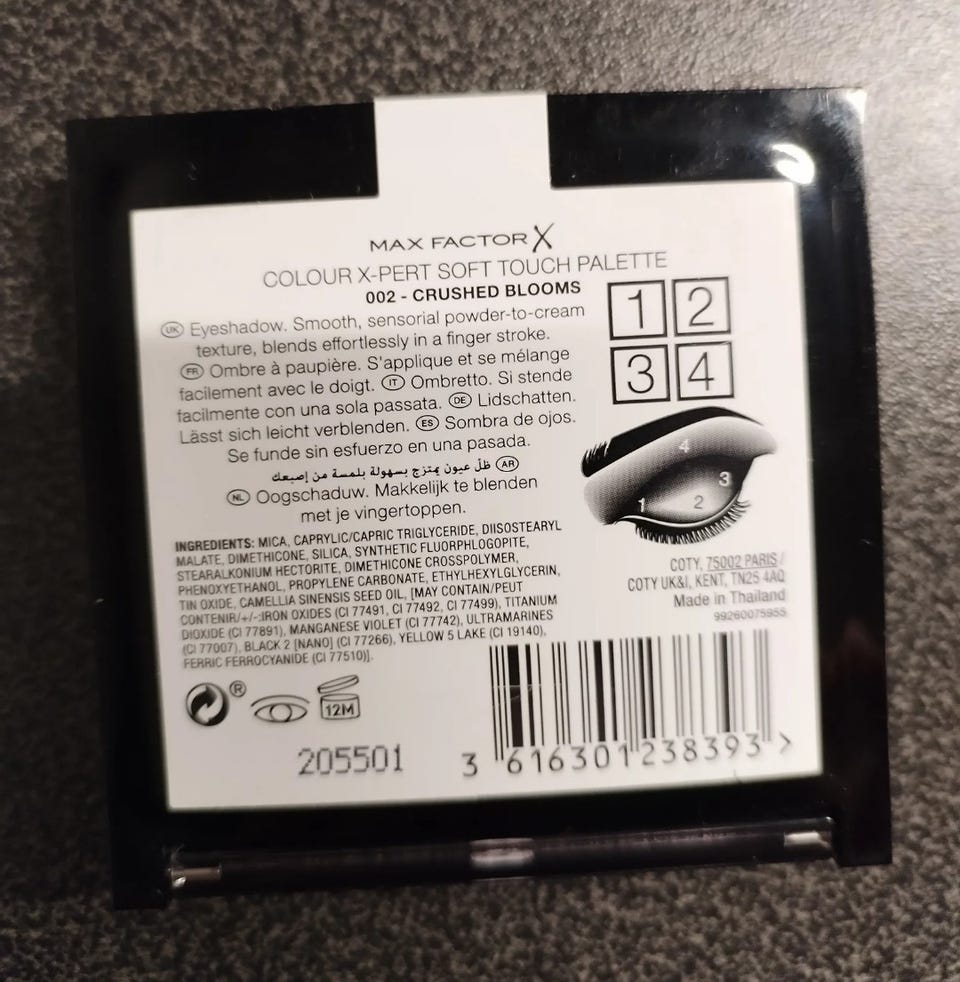 MAX FACTOR X
COLOUR X-PERT SOFT TOUCH PALETTE
002 - CRUSHED BLOOMS
UK Eyeshadow. Smooth, sensorial powder-to-cream
texture, blends effortlessly in a finger stroke.
FR Ombre à paupière. S'applique et se mélange
facilement avec le doigt. IT Ombretto. Si stende
facilmente con una sola passata. DE Lidschatten.
Lässt sich leicht verblenden. ES Sombra de ojos.
Se funde sin esfuerzo en una pasada.
AR ظلّ عيون يمتزج بسهولة بلمسة من إصبعك
NL Oogschaduw. Makkelijk te blenden
met je vingertoppen.
INGREDIENTS: MICA, CAPRYLIC/CAPRIC TRIGLYCERIDE, DIISOSTEARYL
MALATE, DIMETHICONE, SILICA, SYNTHETIC FLUORPHLOGOPITE,
STEARALKONIUM HECTORITE, DIMETHICONE CROSSPOLYMER,
PHENOXYETHANOL, PROPYLENE CARBONATE, ETHYLHEXYLGLYCERIN,
TIN OXIDE, CAMELLIA SINENSIS SEED OIL, [MAY CONTAIN/PEUT
CONTENIR/+/-:IRON OXIDES (CI 77491, CI 77492, CI 77499), TITANIUM
DIOXIDE (CI 77891), MANGANESE VIOLET (CI 77742), ULTRAMARINES
(CI 77007), BLACK 2 [NANO] (CI 77266), YELLOW 5 LAKE (CI 19140),
FERRIC FERROCYANIDE (CI 77510)].
1 2
3 4
4
3
1 2
COTY, 75002 PARIS /
COTY UK&I, KENT, TN25 4AQ
Made in Thailand
99260075955
®
12M
205501
3 616301 238393 >